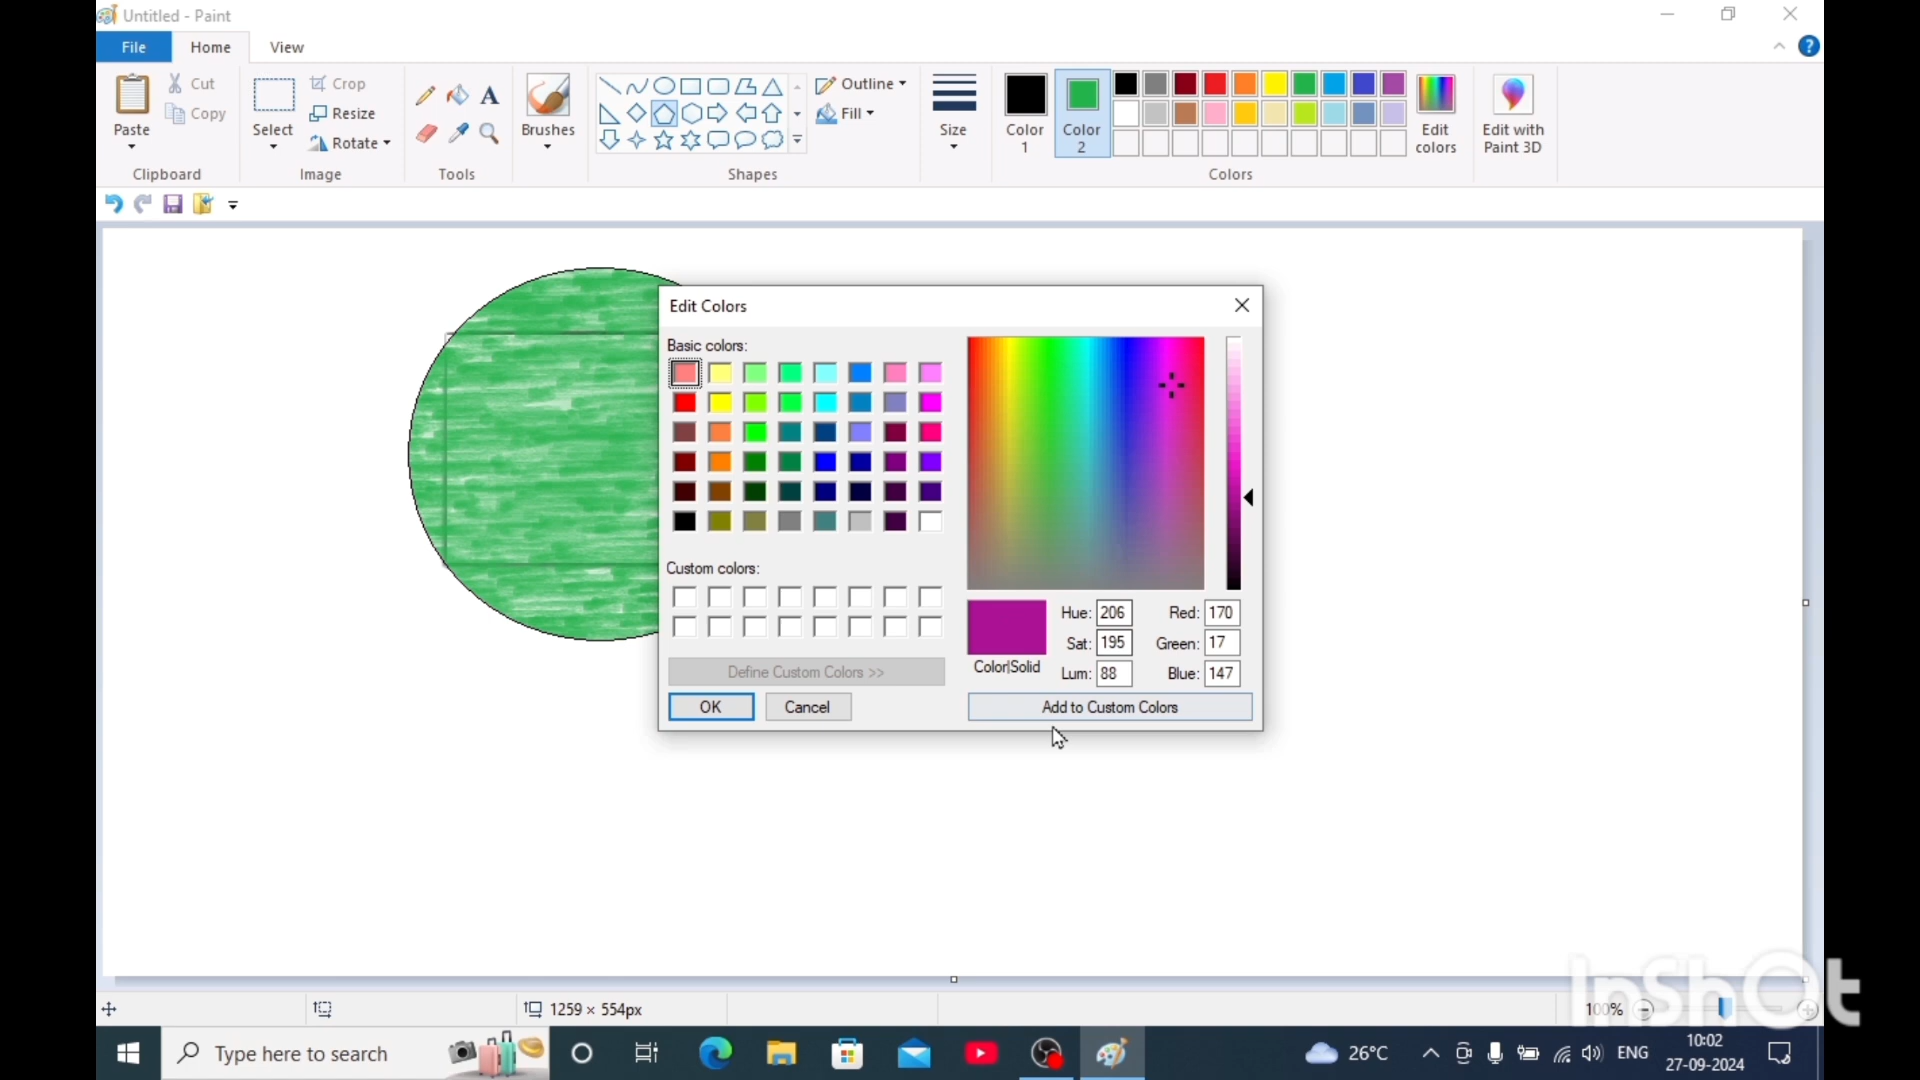 Untitled - Paint
File Home View
Paste Cut Copy
Select Crop Resize Rotate
Brushes
Outline Fill
Size
Color 1
Color 2
Edit colors
Edit with Paint 3D
Clipboard Image Tools Shapes Colors
Edit Colors
Basic colors:
Custom colors:
Define Custom Colors >>
OK Cancel
Color|Solid
Hue: 206 Red: 170
Sat: 195 Green: 17
Lum: 88 Blue: 147
Add to Custom Colors
1259 × 554px
100%
InShOt
Type here to search
26°C
ENG
10:02
27-09-2024